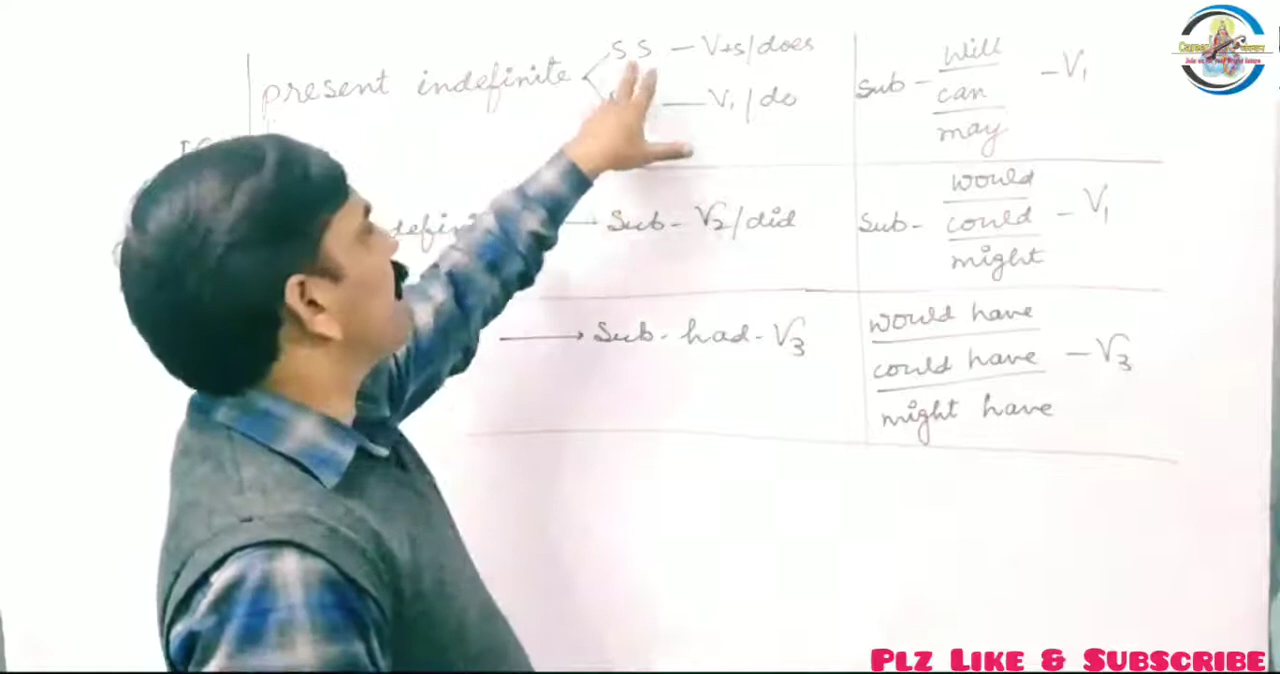 present indefinite
SS - V+s/does
- V1/do
Sub - will
can
may
- V1
Sub- V2/did
Sub- would
could
might
- V1
Sub- had- V3
would have
could have
might have
- V3
Career
Plz Like & Subscribe